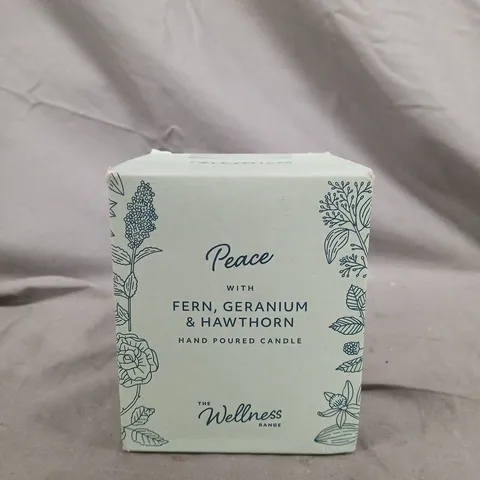 Peace
WITH
FERN, GERANIUM
& HAWTHORN
HAND POURED CANDLE
THE
Wellness
RANGE